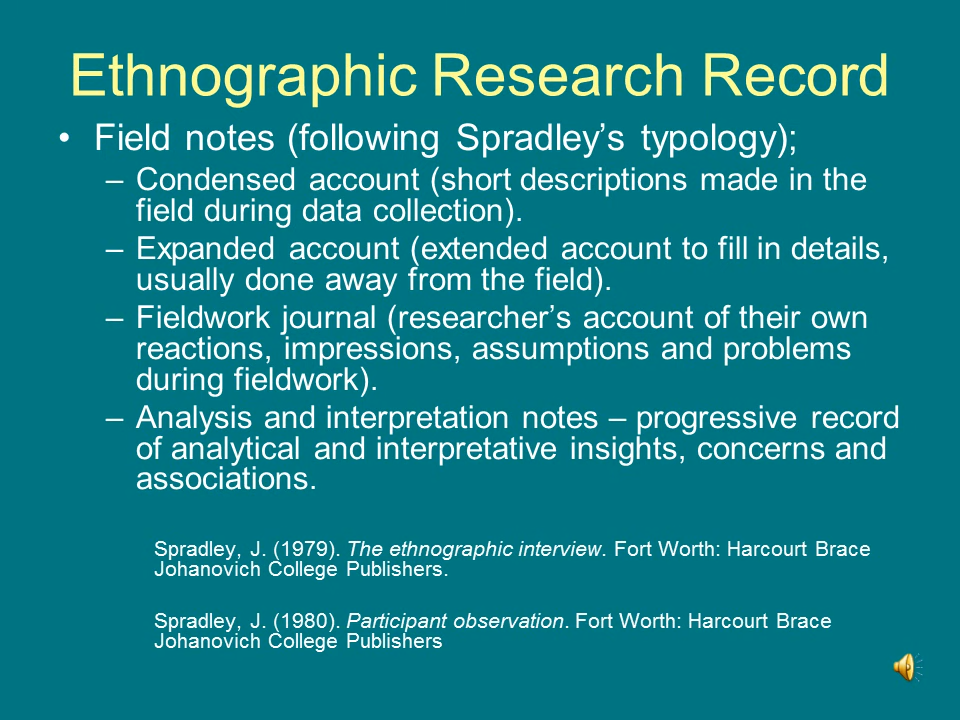 Ethnographic Research Record
• Field notes (following Spradley’s typology);
– Condensed account (short descriptions made in the
field during data collection).
– Expanded account (extended account to fill in details,
usually done away from the field).
– Fieldwork journal (researcher’s account of their own
reactions, impressions, assumptions and problems
during fieldwork).
– Analysis and interpretation notes – progressive record
of analytical and interpretative insights, concerns and
associations.
Spradley, J. (1979). The ethnographic interview. Fort Worth: Harcourt Brace
Johanovich College Publishers.
Spradley, J. (1980). Participant observation. Fort Worth: Harcourt Brace
Johanovich College Publishers